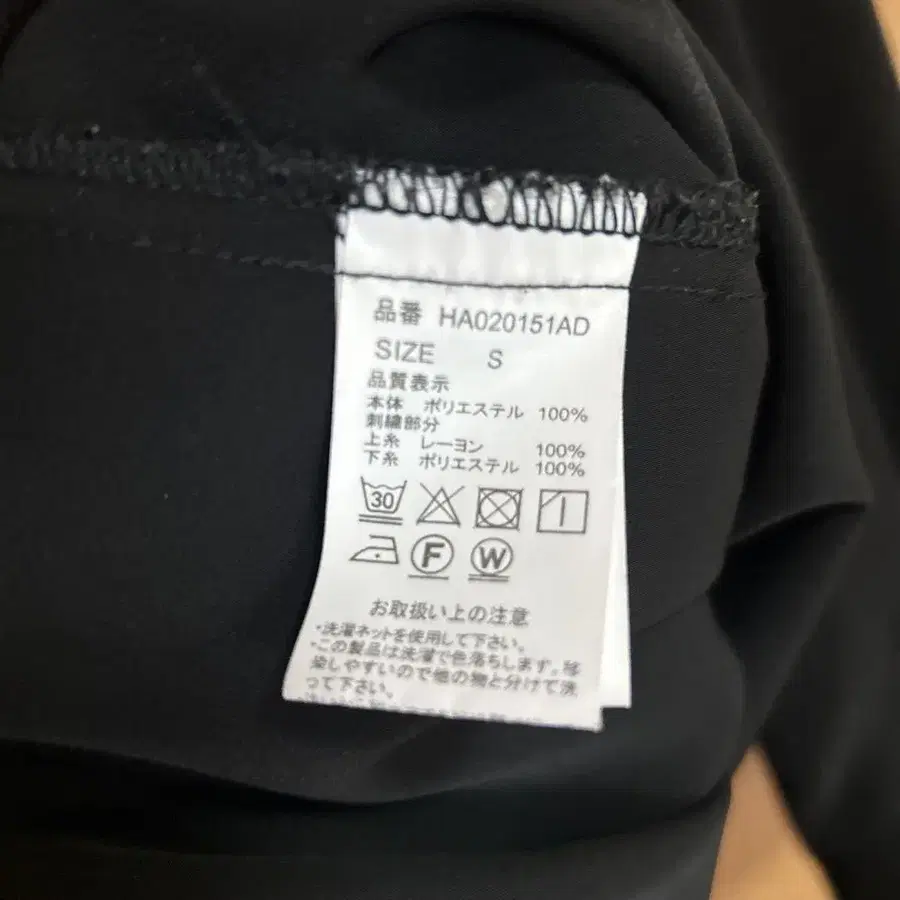 品番 HA020151AD
SIZE S
品質表示
本体 ポリエステル 100%
刺繍部分
上糸 レーヨン 100%
下糸 ポリエステル 100%
30
F W
お取扱い上の注意
・洗濯ネットを使用して下さい。
・この製品は洗濯で色落ちします。移
染しやすいので他の物と分けて洗
って下さい。